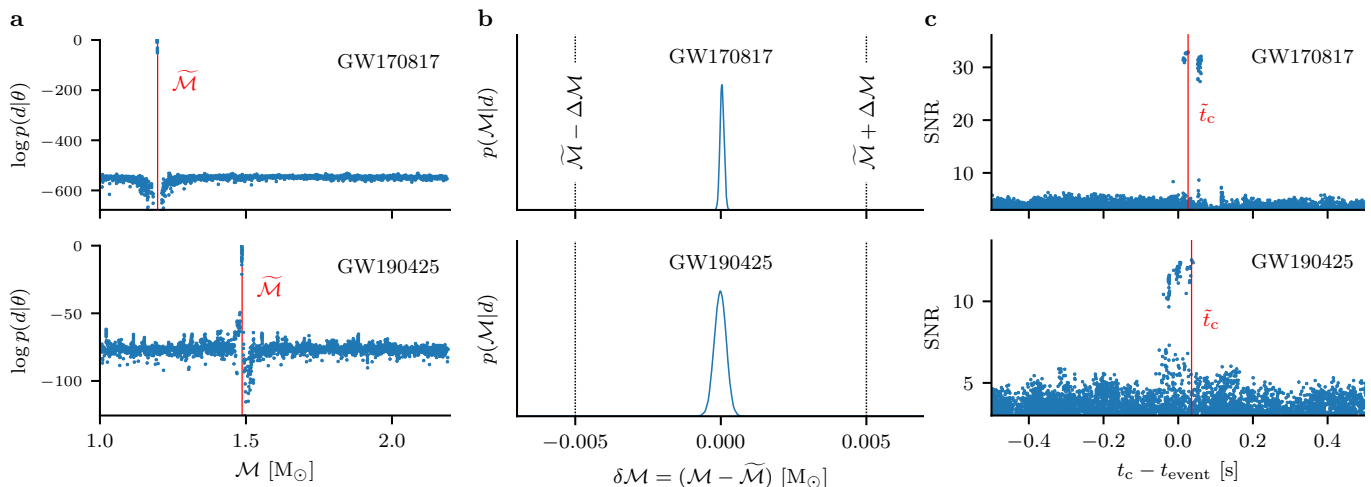 a
b
c
0
−200
−400
−600
log p(d|θ)
GW170817
ℳ̃
0
−50
−100
log p(d|θ)
GW190425
ℳ̃
1.0
1.5
2.0
ℳ [M⊙]
p(ℳ|d)
GW170817
ℳ̃ − Δℳ
ℳ̃ + Δℳ
p(ℳ|d)
GW190425
−0.005
0.000
0.005
δℳ = (ℳ − ℳ̃) [M⊙]
30
20
10
SNR
GW170817
t̃c
10
5
SNR
GW190425
t̃c
−0.4
−0.2
0.0
0.2
0.4
tc − tevent [s]